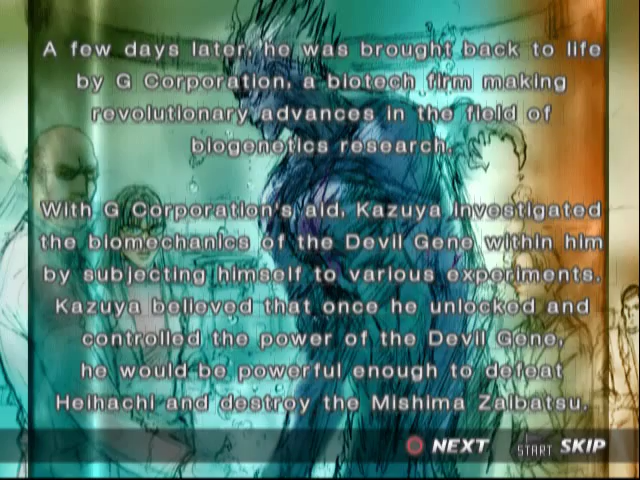 A few days later, he was brought back to life
by G Corporation, a biotech firm making
revolutionary advances in the field of
biogenetics research.
With G Corporation's aid, Kazuya investigated
the biomechanics of the Devil Gene within him
by subjecting himself to various experiments.
Kazuya believed that once he unlocked and
controlled the power of the Devil Gene,
he would be powerful enough to defeat
Heihachi and destroy the Mishima Zaibatsu.
NEXT START SKIP